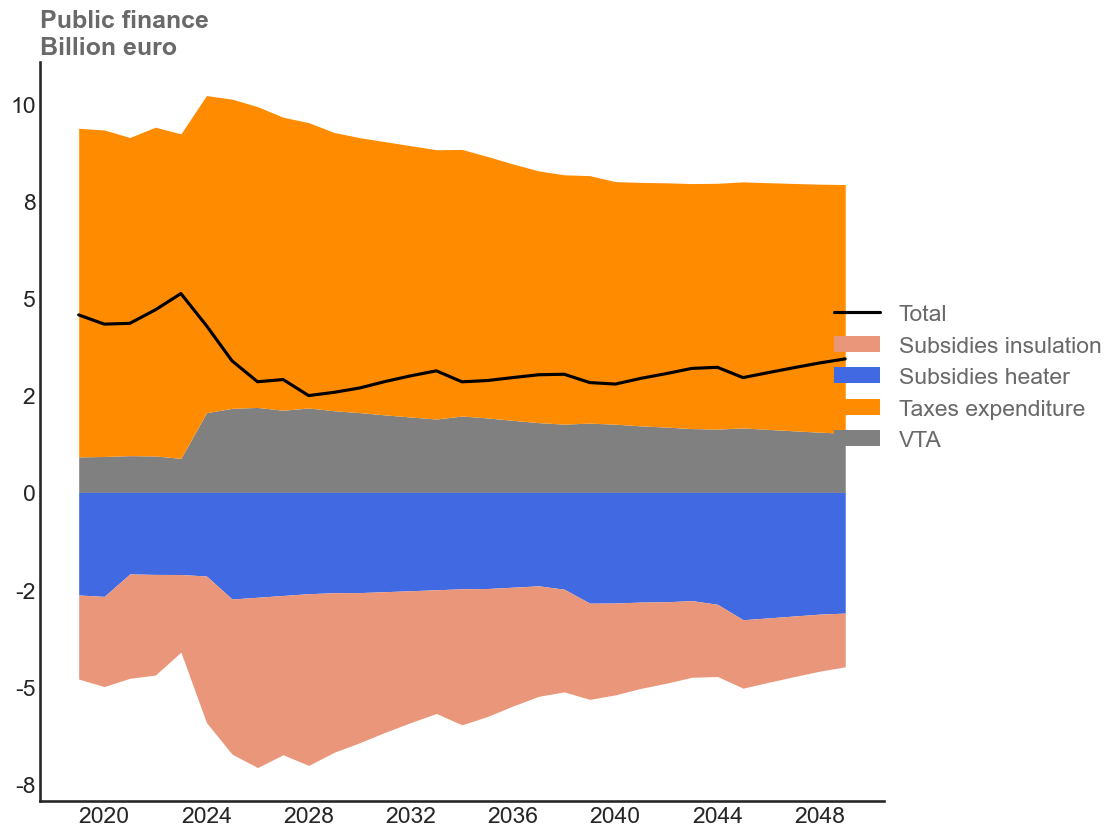 Public finance
Billion euro
10
8
5
2
0
-2
-5
-8
2020 2024 2028 2032 2036 2040 2044 2048
Total
Subsidies insulation
Subsidies heater
Taxes expenditure
VTA